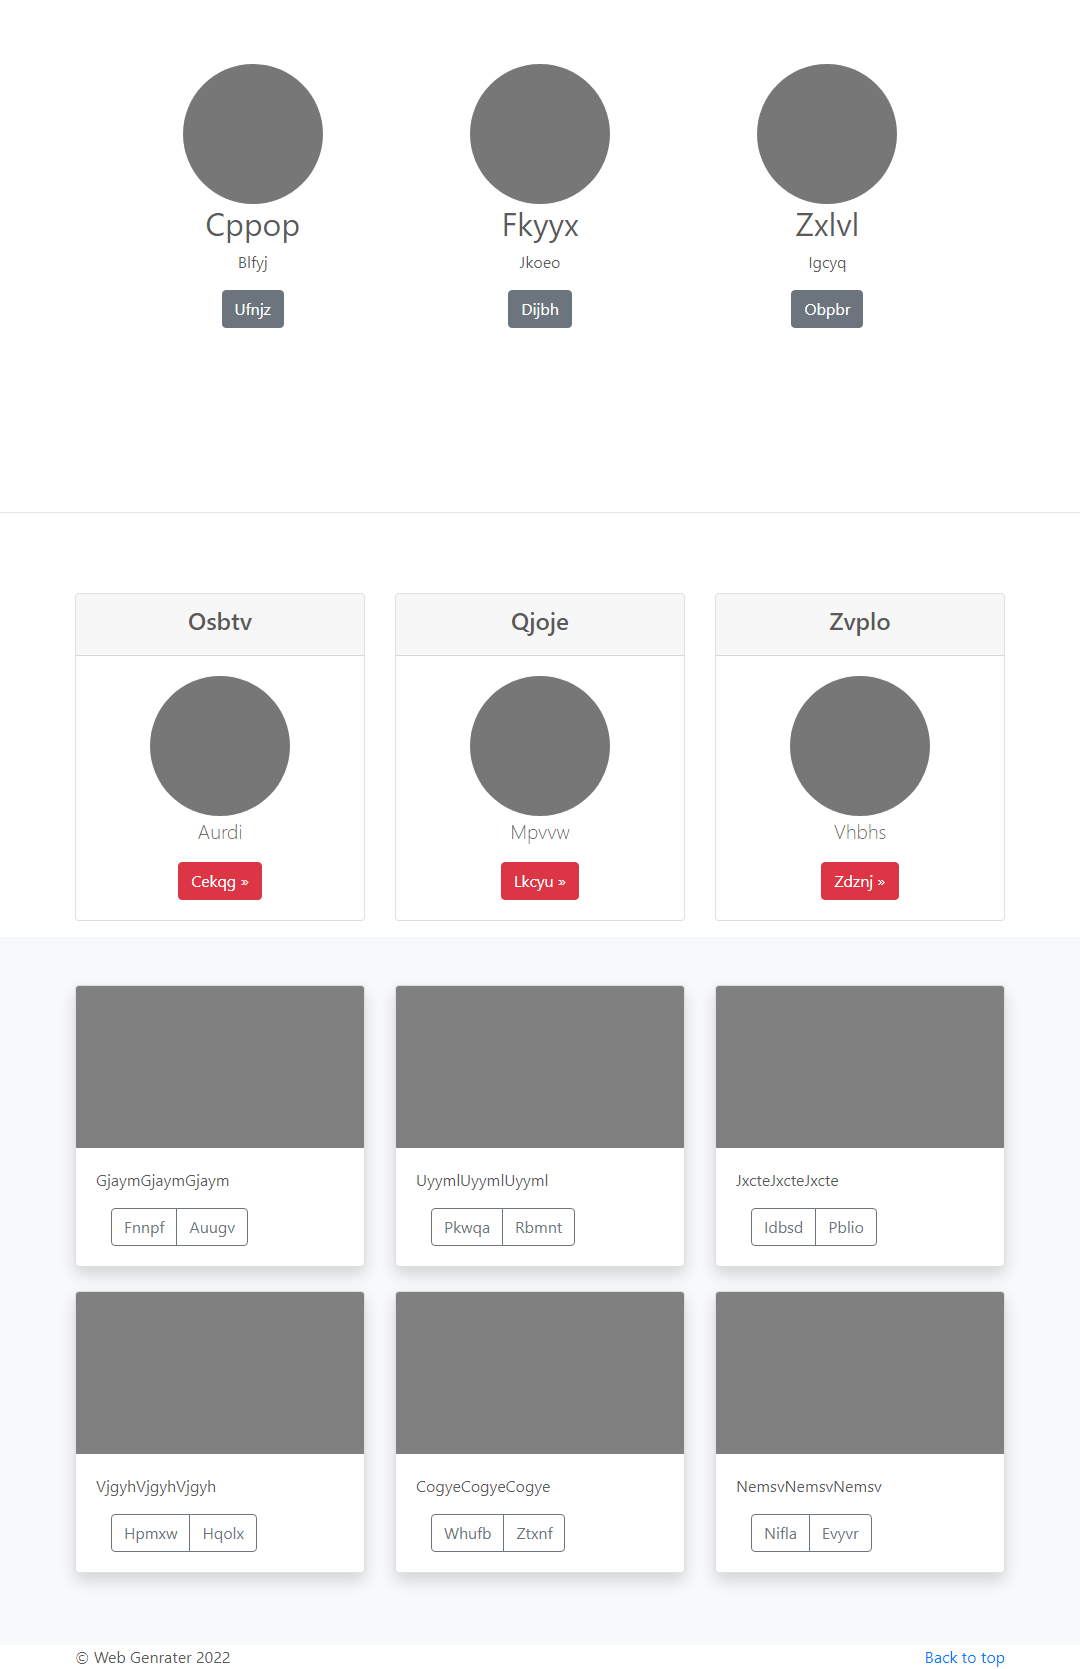 Cppop
Fkyyx
Zxlvl
Blfyj
Jkoeo
Igcyq
Ufnjz
Dijbh
Obpbr
Osbtv
Qjoje
Zvplo
Aurdi
Mpvvw
Vhbhs
Cekqg »
Lkcyu »
Zdznj »
GjaymGjaymGjaym
UyymlUyymlUyyml
JxcteJxcteJxcte
Fnnpf Auugv
Pkwqa Rbmnt
Idbsd Pblio
VjgyhVjgyhVjgyh
CogyeCogyeCogye
NemsvNemsvNemsv
Hpmxw Hqolx
Whufb Ztxnf
Nifla Evyvr
© Web Genrater 2022
Back to top